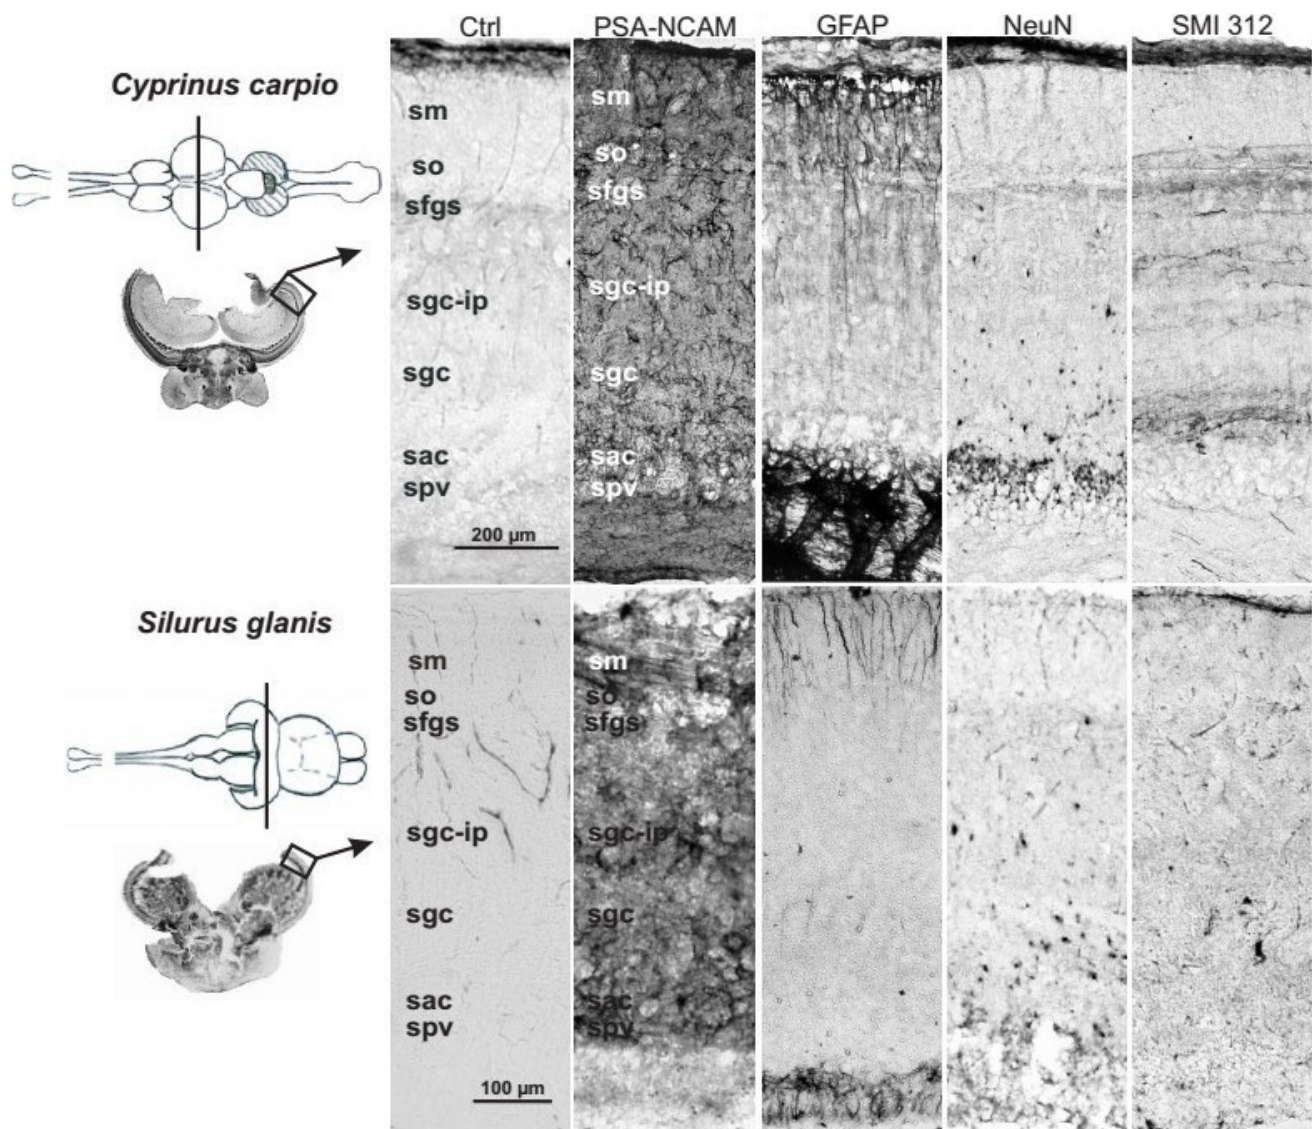 Ctrl
PSA-NCAM
GFAP
NeuN
SMI 312
Cyprinus carpio
sm
so
sfgs
sgc-ip
sgc
sac
spv
200 µm
sm
so
sfgs
sgc-ip
sgc
sac
spv
Silurus glanis
sm
so
sfgs
sgc-ip
sgc
sac
spv
100 µm
sm
so
sfgs
sgc-ip
sgc
sac
spv